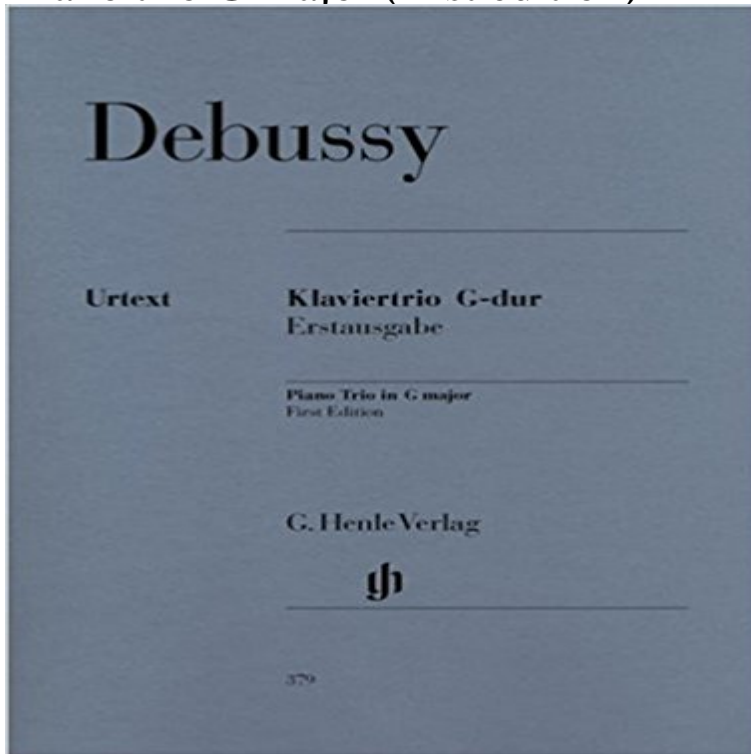 Debussy
Urtext
Klaviertrio G-dur
Erstausgabe
Piano Trio in G major
First Edition
G. Henle Verlag
379